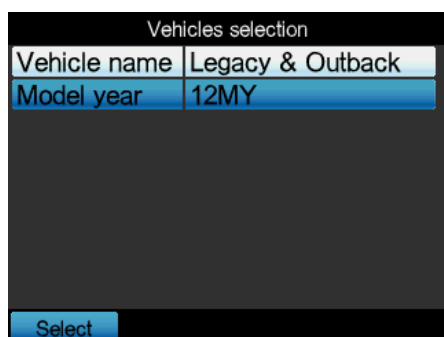 Vehicles selection
Vehicle name Legacy & Outback
Model year 12MY
Select